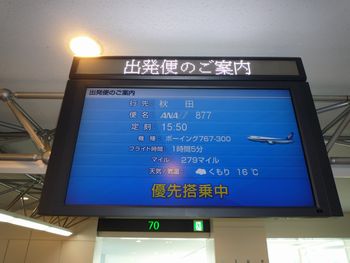 出発便のご案内
出発便のご案内
行先 秋田
便名 ANA/ 877
定刻 15:50
機種 ボーイング767-300
フライト時間 1時間5分
マイル 279マイル
天気/気温 くもり 16℃
優先搭乗中
70